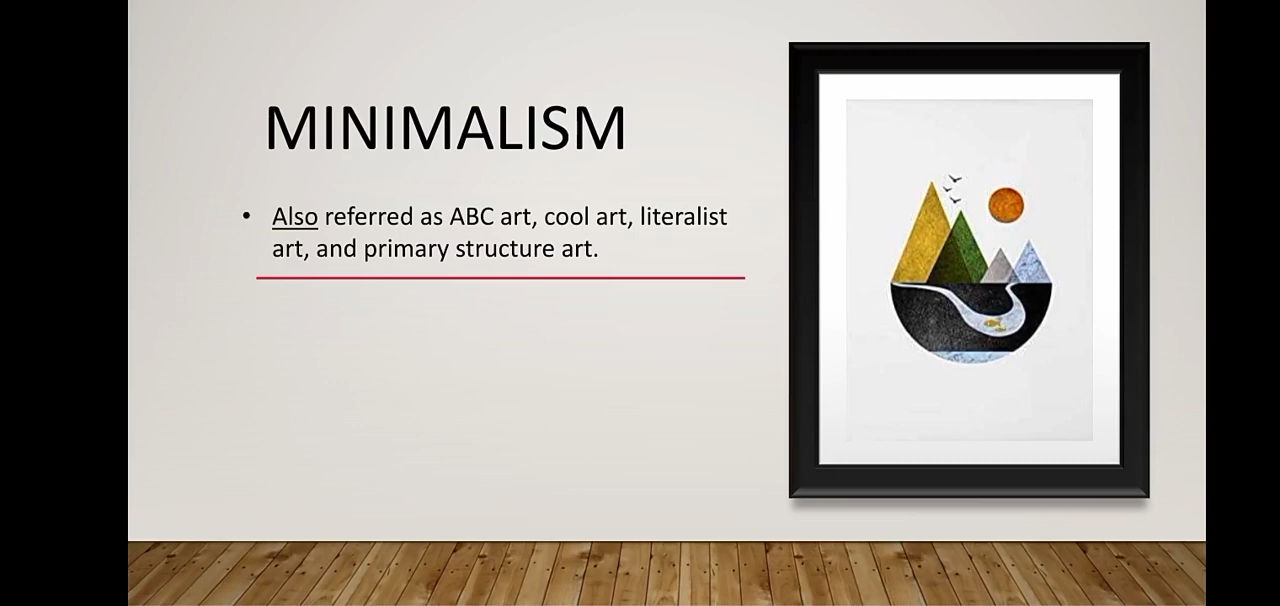 MINIMALISM
• Also referred as ABC art, cool art, literalist
art, and primary structure art.